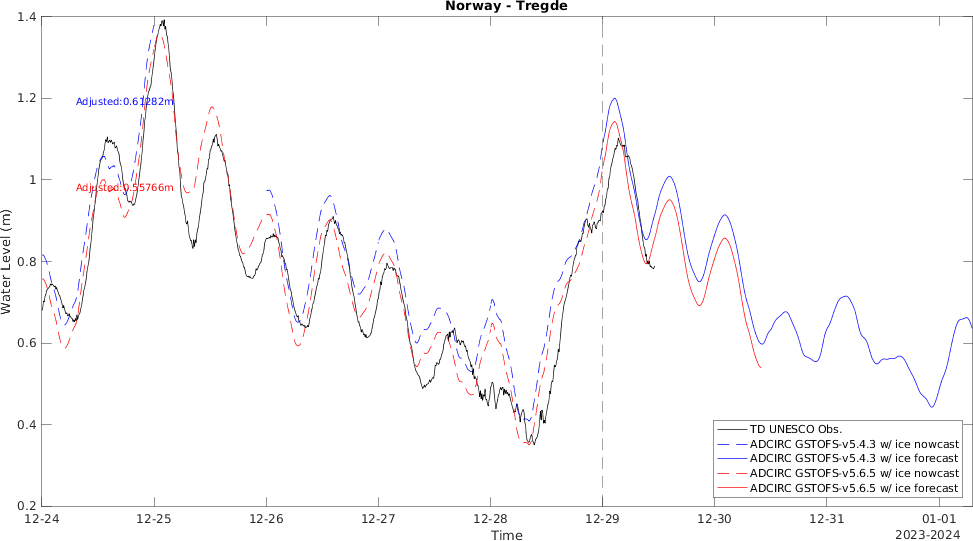 Norway - Tregde
1.4
1.2
1
0.8
0.6
0.4
0.2
Water Level (m)
Adjusted:0.61282m
Adjusted:0.55766m
TD UNESCO Obs.
ADCIRC GSTOFS-v5.4.3 w/ ice nowcast
ADCIRC GSTOFS-v5.4.3 w/ ice forecast
ADCIRC GSTOFS-v5.6.5 w/ ice nowcast
ADCIRC GSTOFS-v5.6.5 w/ ice forecast
12-24 12-25 12-26 12-27 12-28 12-29 12-30 12-31 01-01
Time
2023-2024